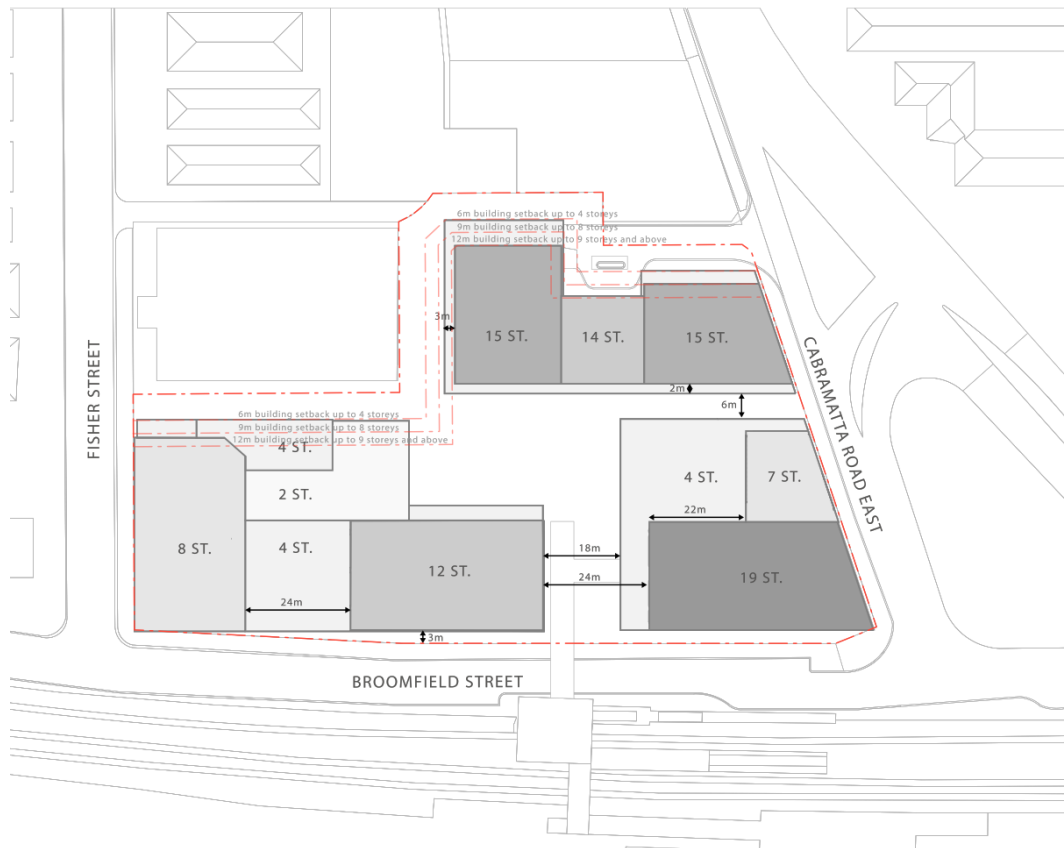 6m building setback up to 4 storeys
9m building setback up to 8 storeys
12m building setback up to 9 storeys and above
3m
15 ST.
14 ST.
15 ST.
2m
6m
FISHER STREET
CABRAMATTA ROAD EAST
6m building setback up to 4 storeys
9m building setback up to 8 storeys
12m building setback up to 9 storeys and above
4 ST.
2 ST.
4 ST.
7 ST.
22m
8 ST.
4 ST.
12 ST.
18m
24m
19 ST.
24m
3m
BROOMFIELD STREET